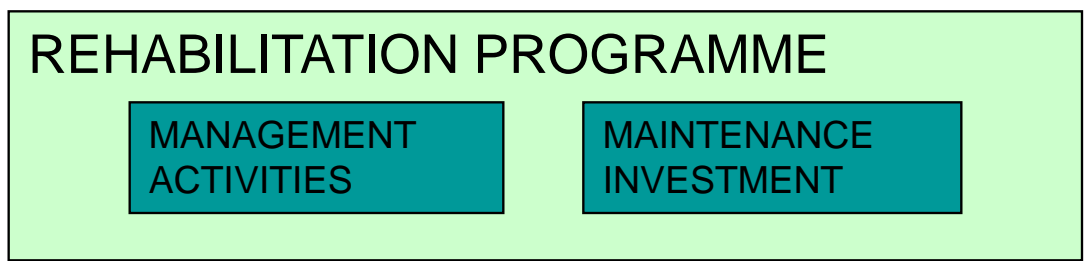 REHABILITATION PROGRAMME
MANAGEMENT
ACTIVITIES
MAINTENANCE
INVESTMENT